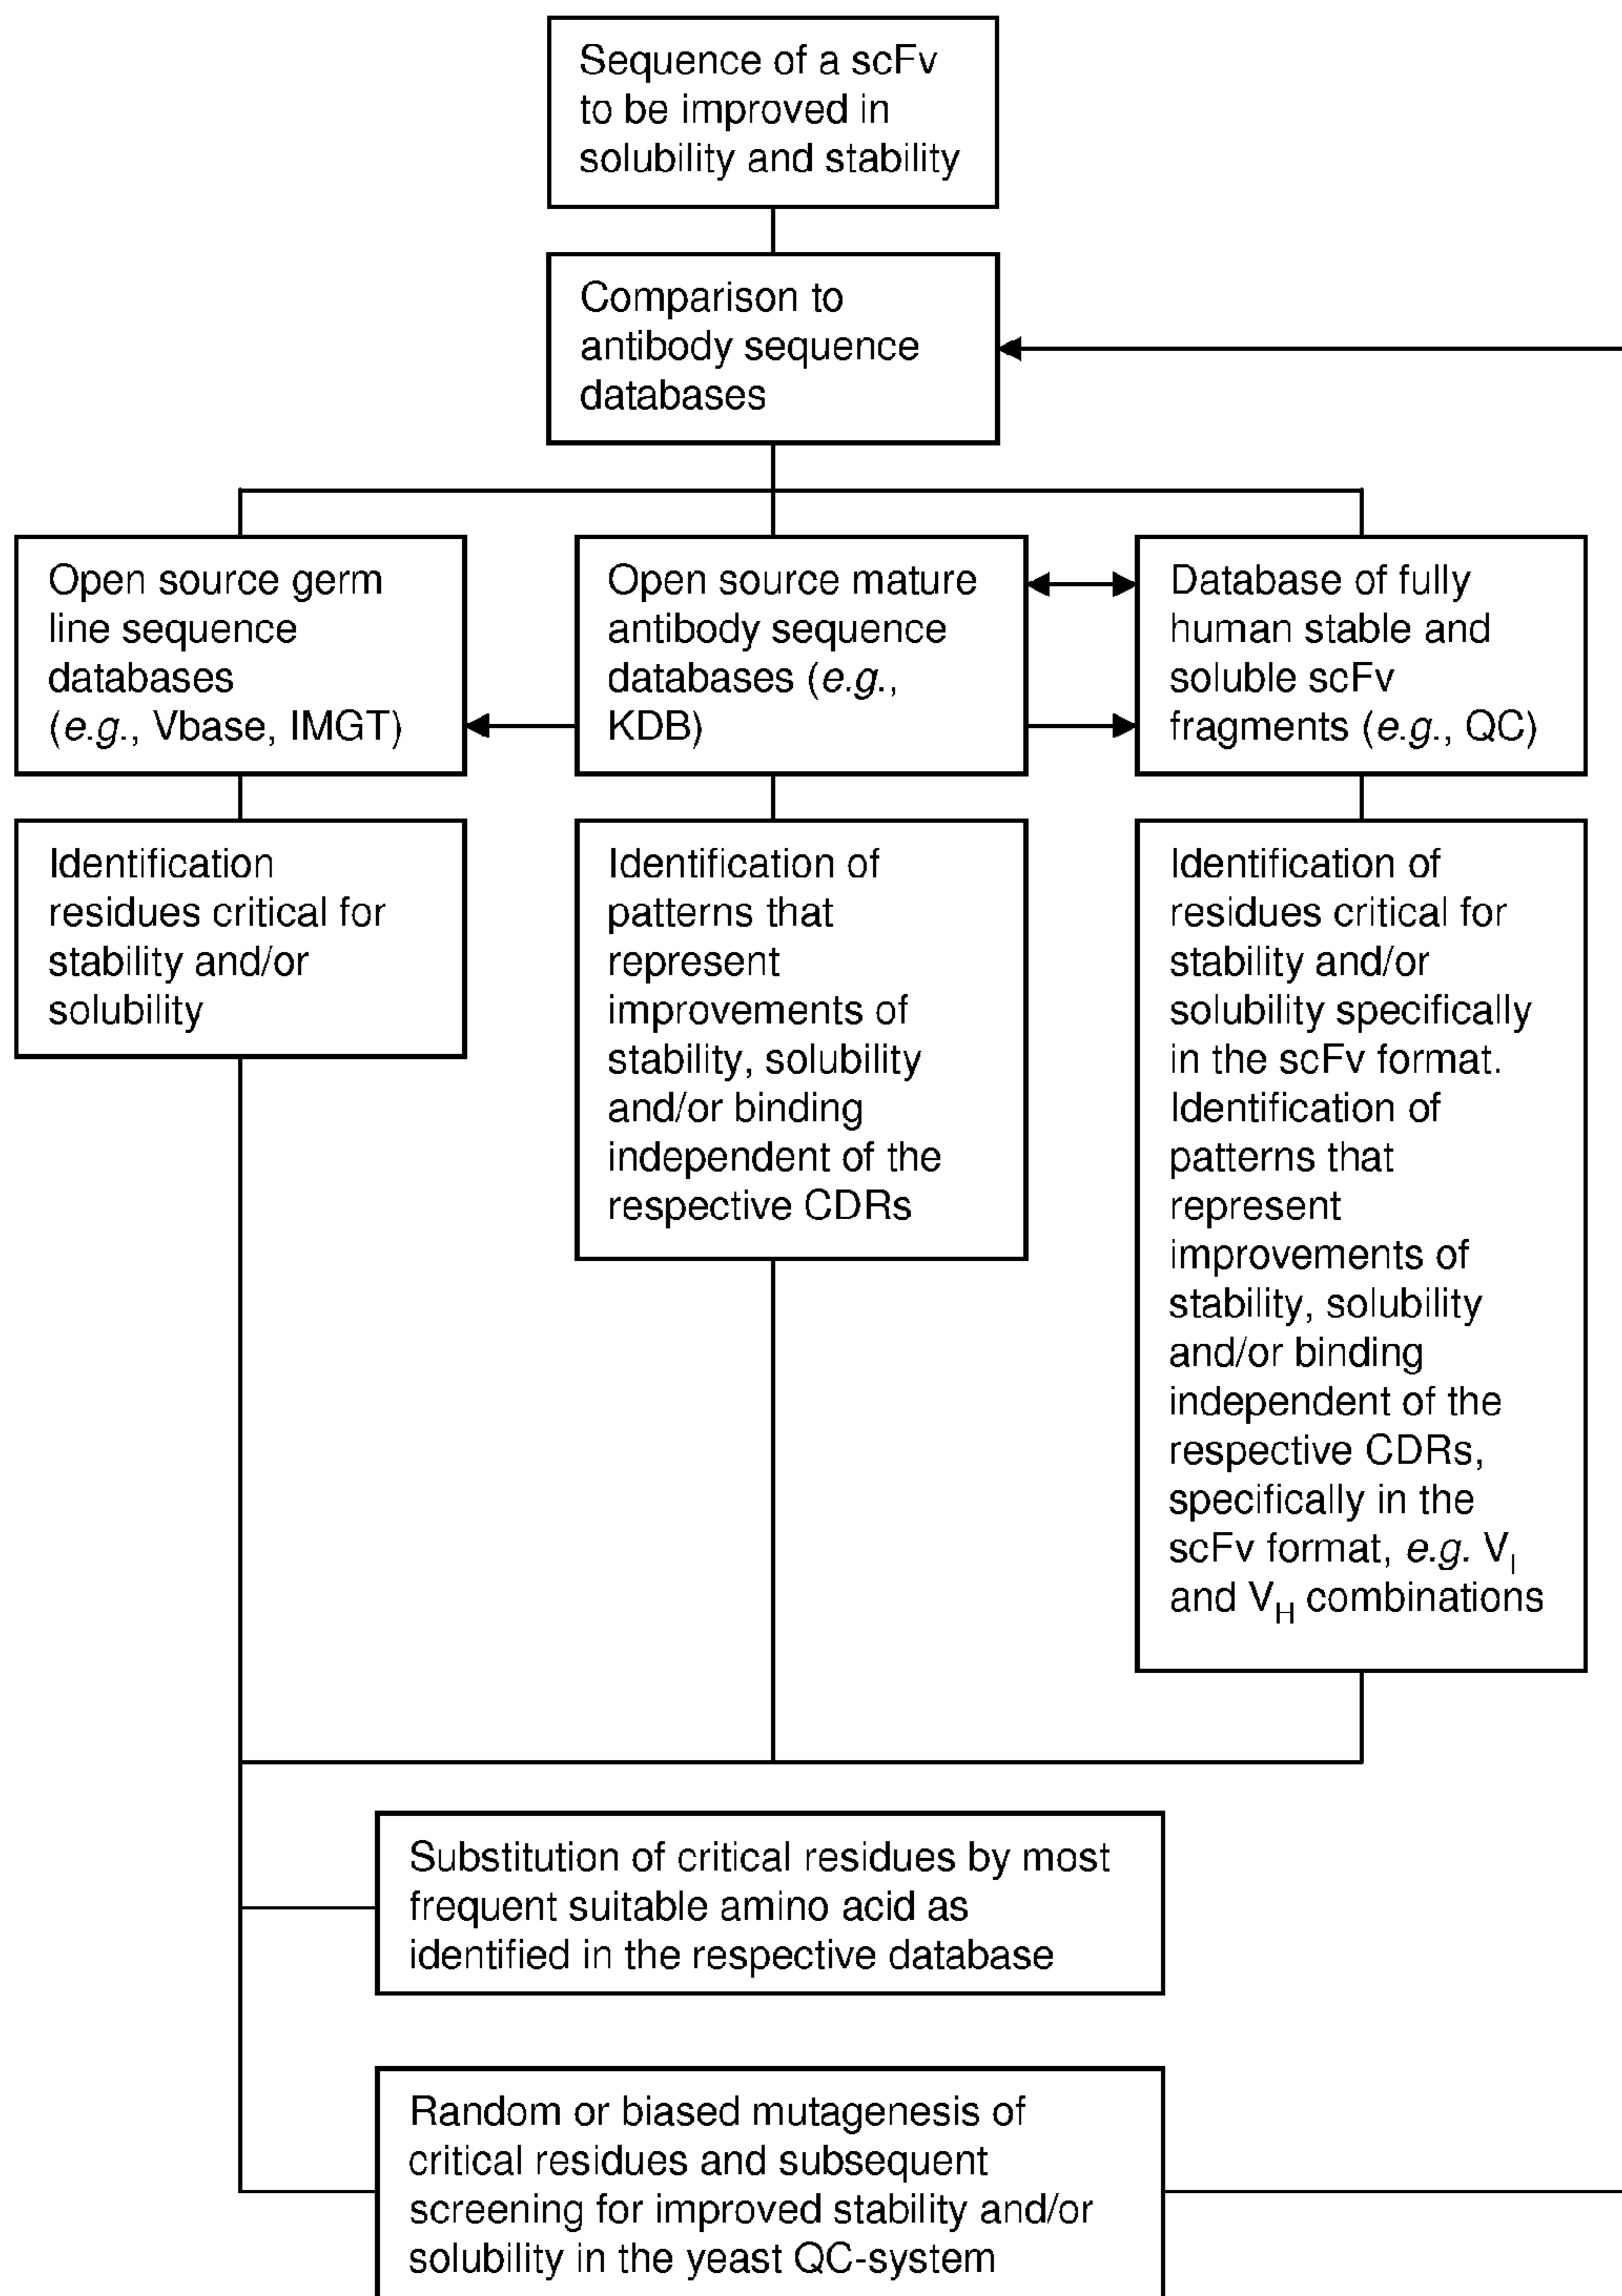 Sequence of a scFv
to be improved in
solubility and stability
Comparison to
antibody sequence
databases
Open source germ
line sequence
databases
(e.g., Vbase, IMGT)
Open source mature
antibody sequence
databases (e.g.,
KDB)
Database of fully
human stable and
soluble scFv
fragments (e.g., QC)
Identification
residues critical for
stability and/or
solubility
Identification of
patterns that
represent
improvements of
stability, solubility
and/or binding
independent of the
respective CDRs
Identification of
residues critical for
stability and/or
solubility specifically
in the scFv format.
Identification of
patterns that
represent
improvements of
stability, solubility
and/or binding
independent of the
respective CDRs,
specifically in the
scFv format, e.g. Vl
and VH combinations
Substitution of critical residues by most
frequent suitable amino acid as
identified in the respective database
Random or biased mutagenesis of
critical residues and subsequent
screening for improved stability and/or
solubility in the yeast QC-system